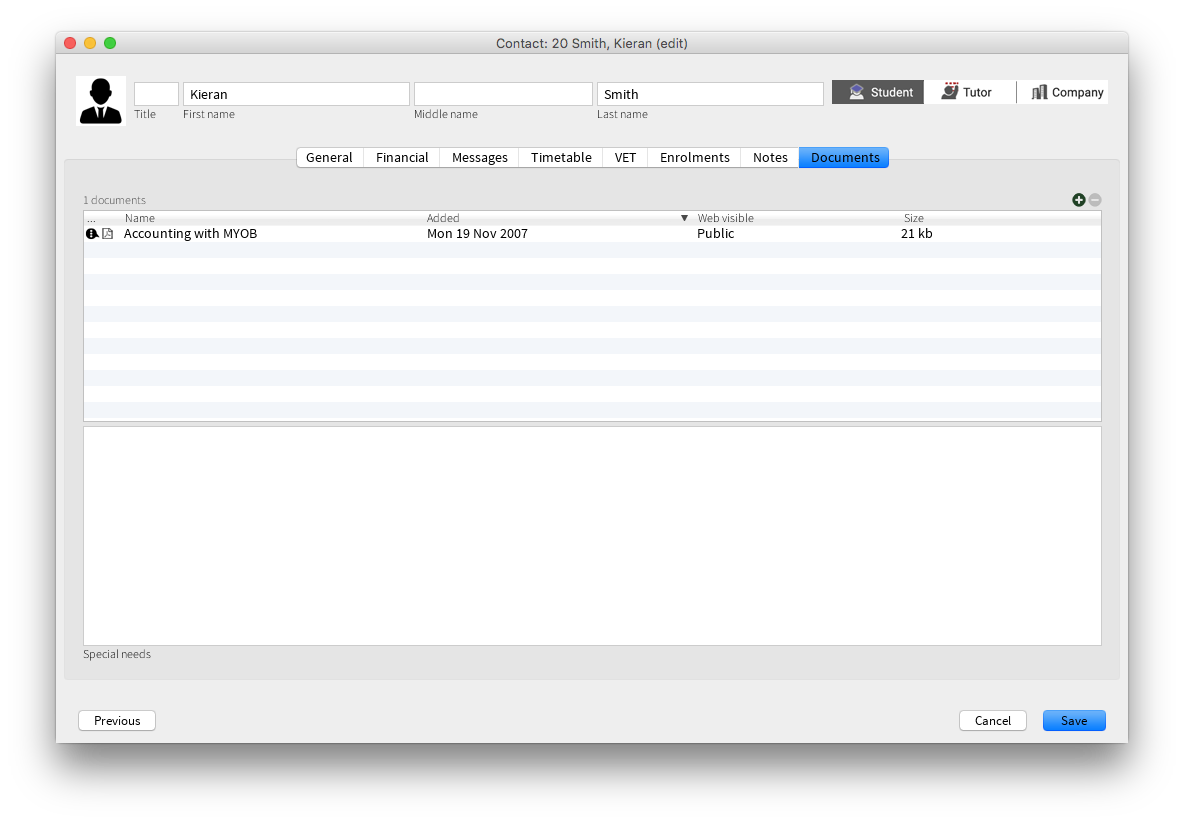 Contact: 20 Smith, Kieran (edit)
Kieran Smith
Title First name Middle name Last name
Student Tutor Company
General Financial Messages Timetable VET Enrolments Notes Documents
1 documents
... Name Added Web visible Size
Accounting with MYOB Mon 19 Nov 2007 Public 21 kb
Special needs
Previous Cancel Save